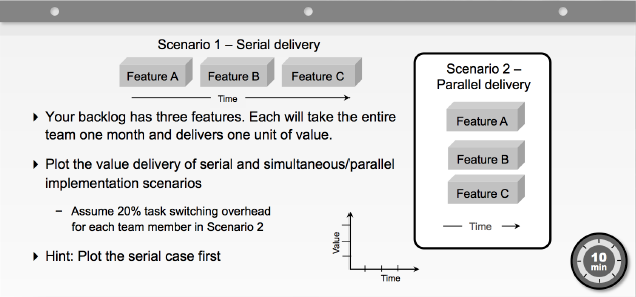 Scenario 1 – Serial delivery
Feature A
Feature B
Feature C
Time
Your backlog has three features. Each will take the entire
team one month and delivers one unit of value.
Plot the value delivery of serial and simultaneous/parallel
implementation scenarios
– Assume 20% task switching overhead
for each team member in Scenario 2
Hint: Plot the serial case first
Value
Time
Scenario 2 –
Parallel delivery
Feature A
Feature B
Feature C
Time
10
min